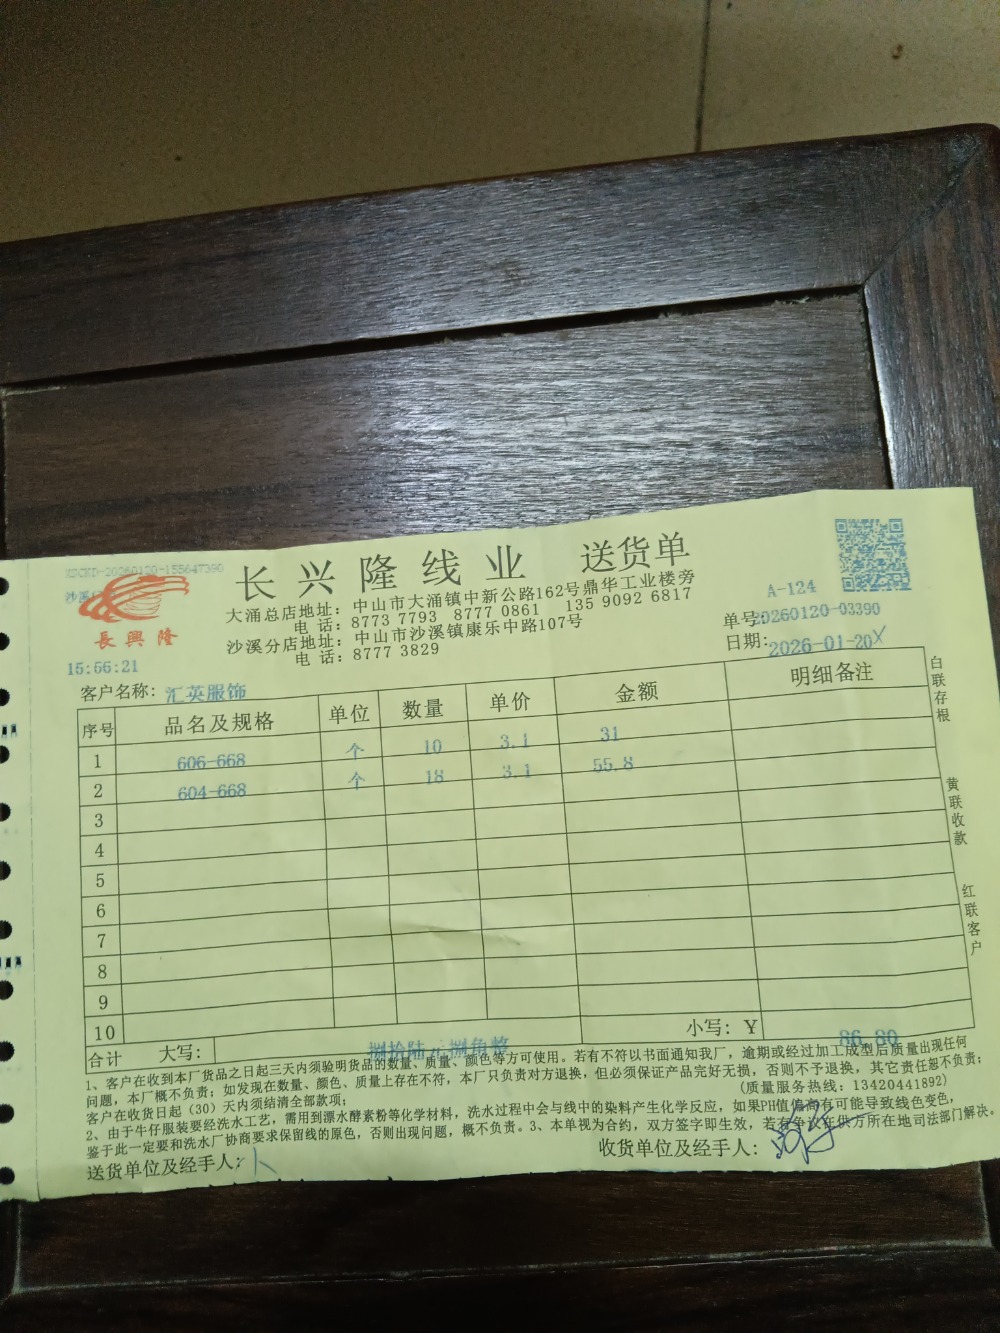 XSCKD-20260120-155647390
長興隆
长兴隆线业 送货单
大涌总店地址：中山市大涌镇中新公路162号鼎华工业楼旁
电 话：8773 7793 8777 0861 135 9092 6817
沙溪分店地址：中山市沙溪镇康乐中路107号
电 话：8777 3829
A-124
单号:20260120-03390
日期:2026-01-20
15:56:21
客户名称：汇英服饰
序号 品名及规格 单位 数量 单价 金额 明细备注
1 606-668 个 10 3.1 31
2 604-668 个 18 3.1 55.8
3
4
5
6
7
8
9
10
合计 大写：捌拾陆元捌角整 小写：Y 86.80
白联存根
黄联收款
红联客户
1、客户在收到本厂货品之日起三天内须验明货品的数量、质量、颜色等方可使用。若有不符以书面通知我厂，逾期或经过加工成型后质量出现任何
问题，本厂概不负责；如发现在数量、颜色、质量上存在不符，本厂只负责对方退换，但必须保证产品完好无损，否则不予退换，其它责任恕不负责；
客户在收货日起（30）天内须结清全部款项； (质量服务热线：13420441892)
2、由于牛仔服装要经洗水工艺，需用到漂水酵素粉等化学材料，洗水过程中会与线中的染料产生化学反应，如果PH值偏高有可能导致线色变色，
鉴于此一定要和洗水厂协商要求保留线的原色，否则出现问题，概不负责。3、本单视为合约，双方签字即生效，若有争议在供方所在地司法部门解决。
送货单位及经手人： 收货单位及经手人：